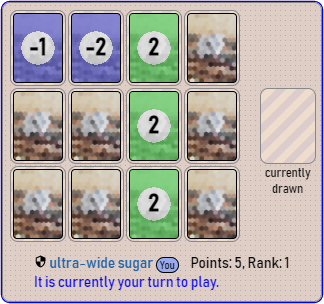 -1 -2 2
2
2
currently
drawn
ultra-wide sugar You Points: 5, Rank: 1
It is currently your turn to play.